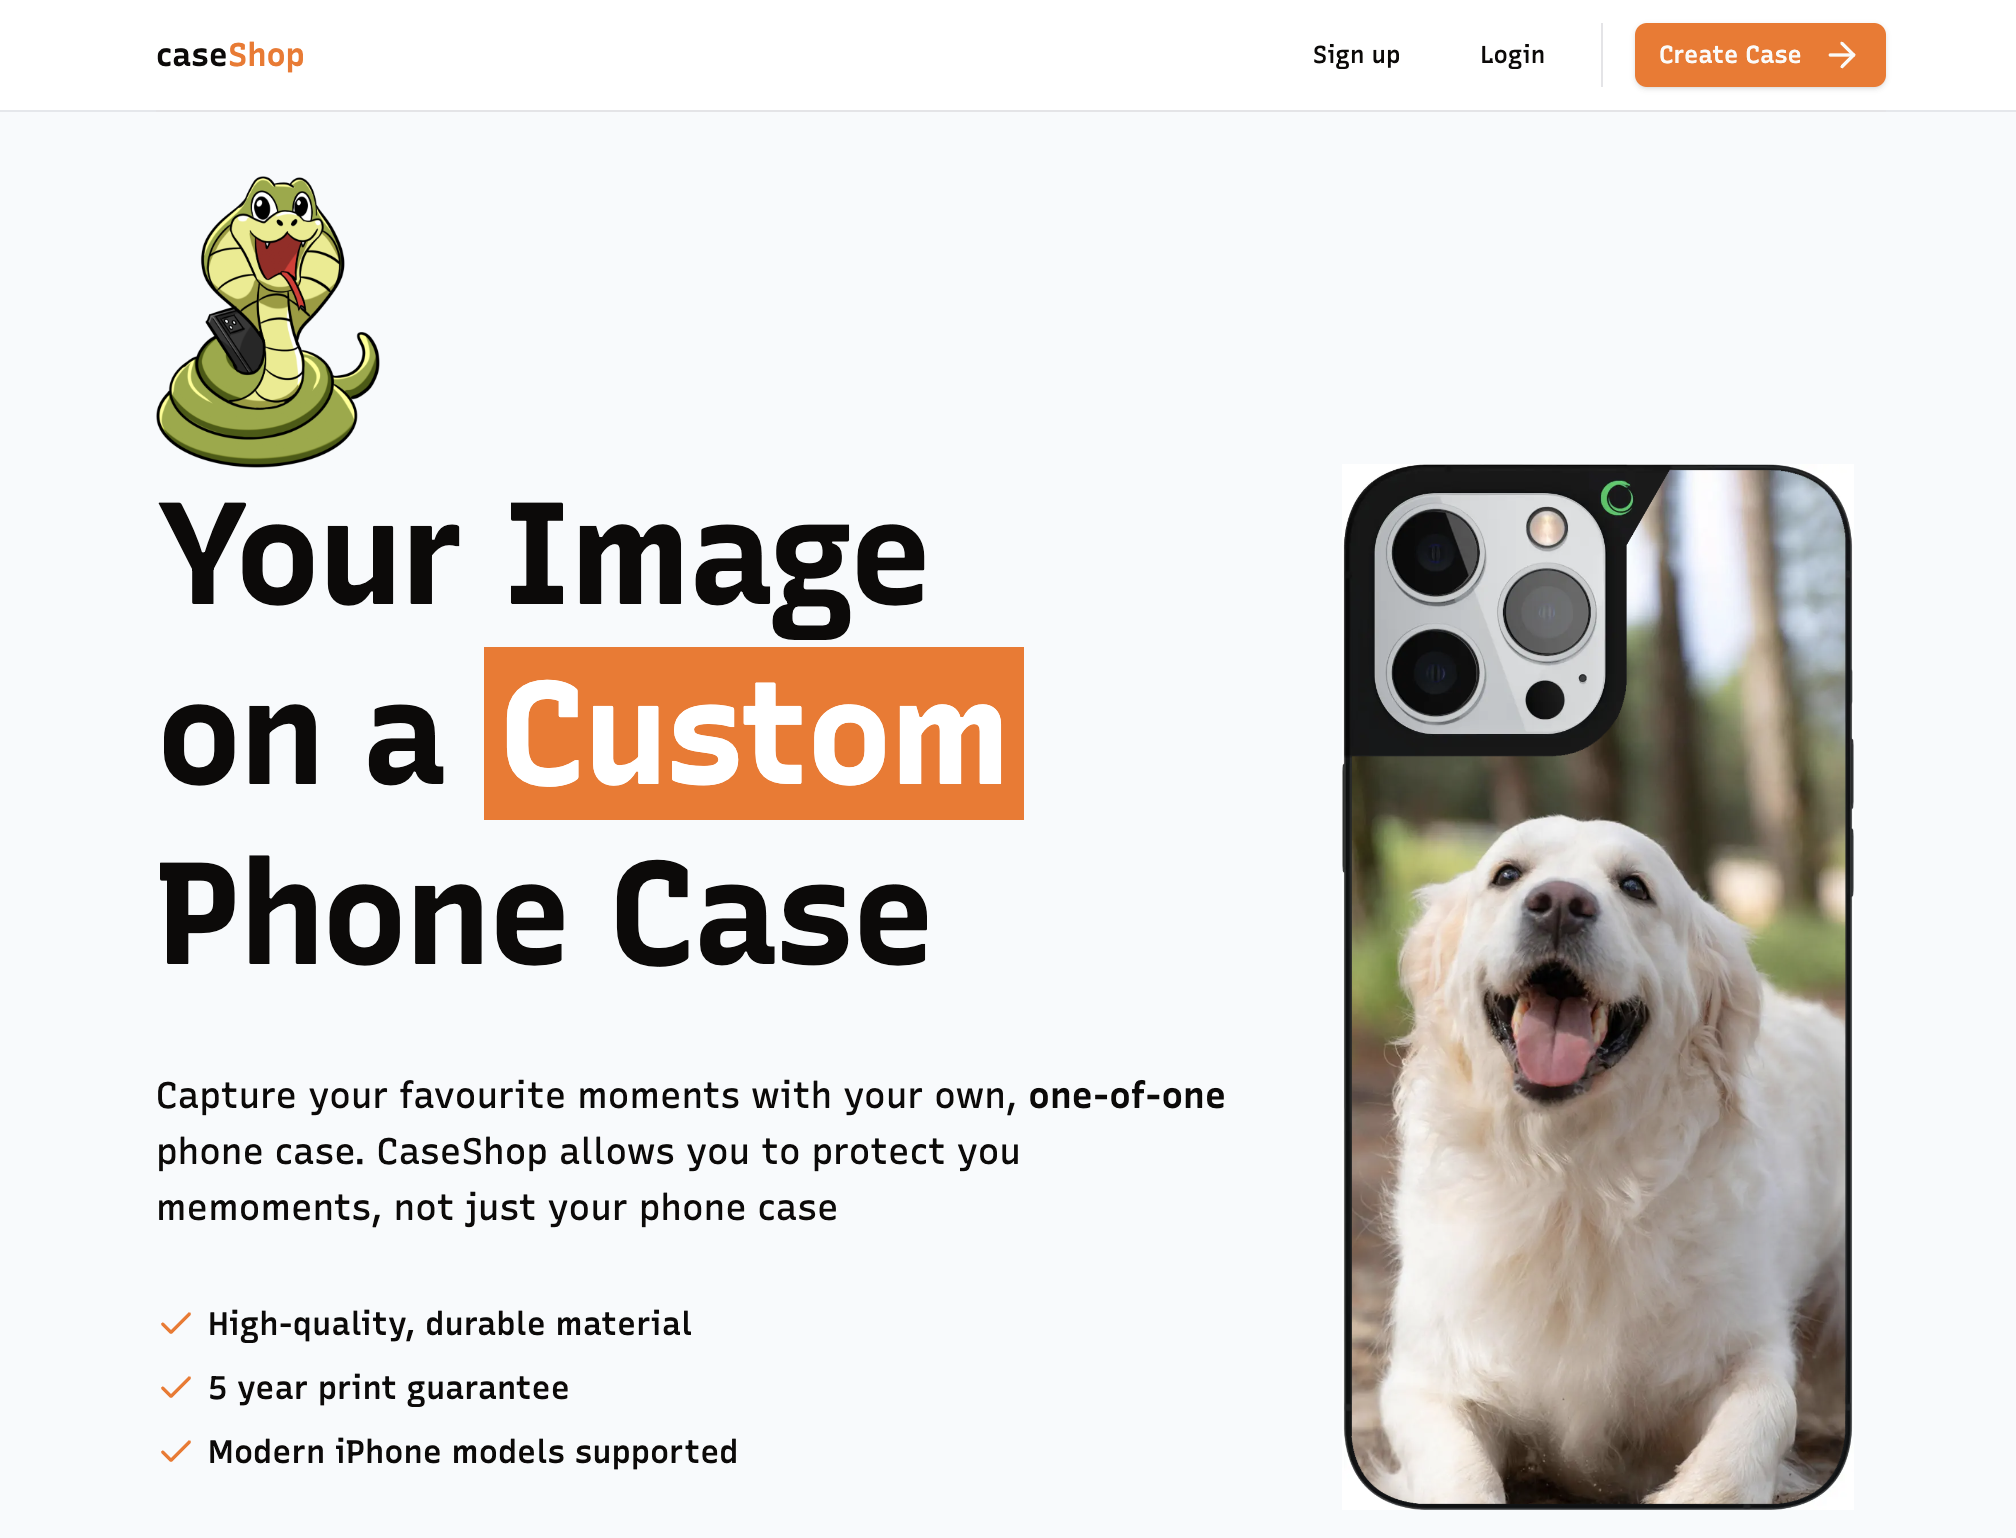 caseShop
Sign up
Login
Create Case
Your Image
on a Custom
Phone Case
Capture your favourite moments with your own, one-of-one
phone case. CaseShop allows you to protect you
memoments, not just your phone case
High-quality, durable material
5 year print guarantee
Modern iPhone models supported